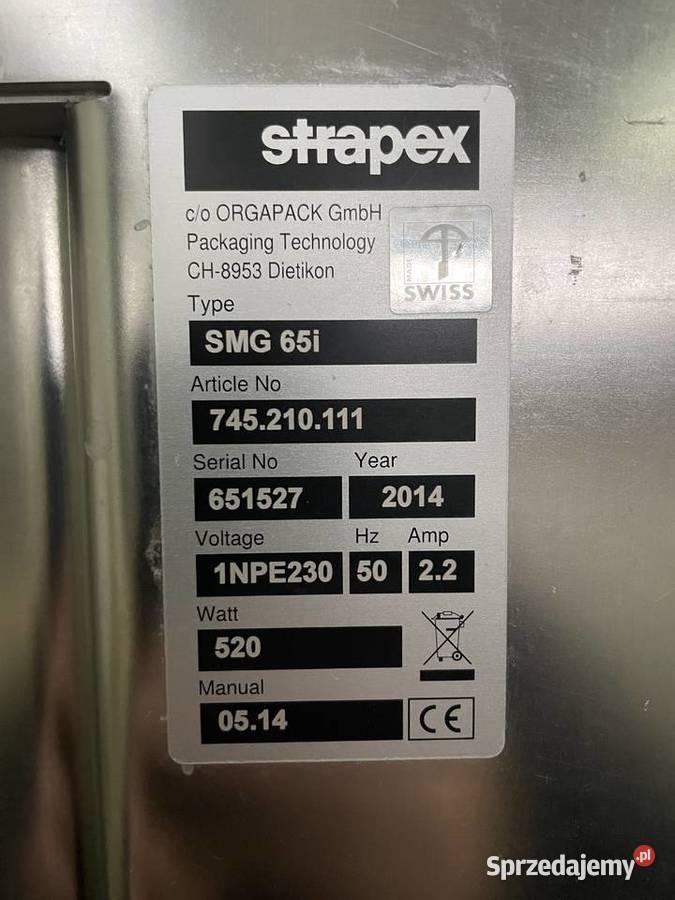 strapex
c/o ORGAPACK GmbH
Packaging Technology
CH-8953 Dietikon
MADE
SWISS
Type
SMG 65i
Article No
745.210.111
Serial No Year
651527 2014
Voltage Hz Amp
1NPE230 50 2.2
Watt
520
Manual
05.14
CE
Sprzedajemy.pl